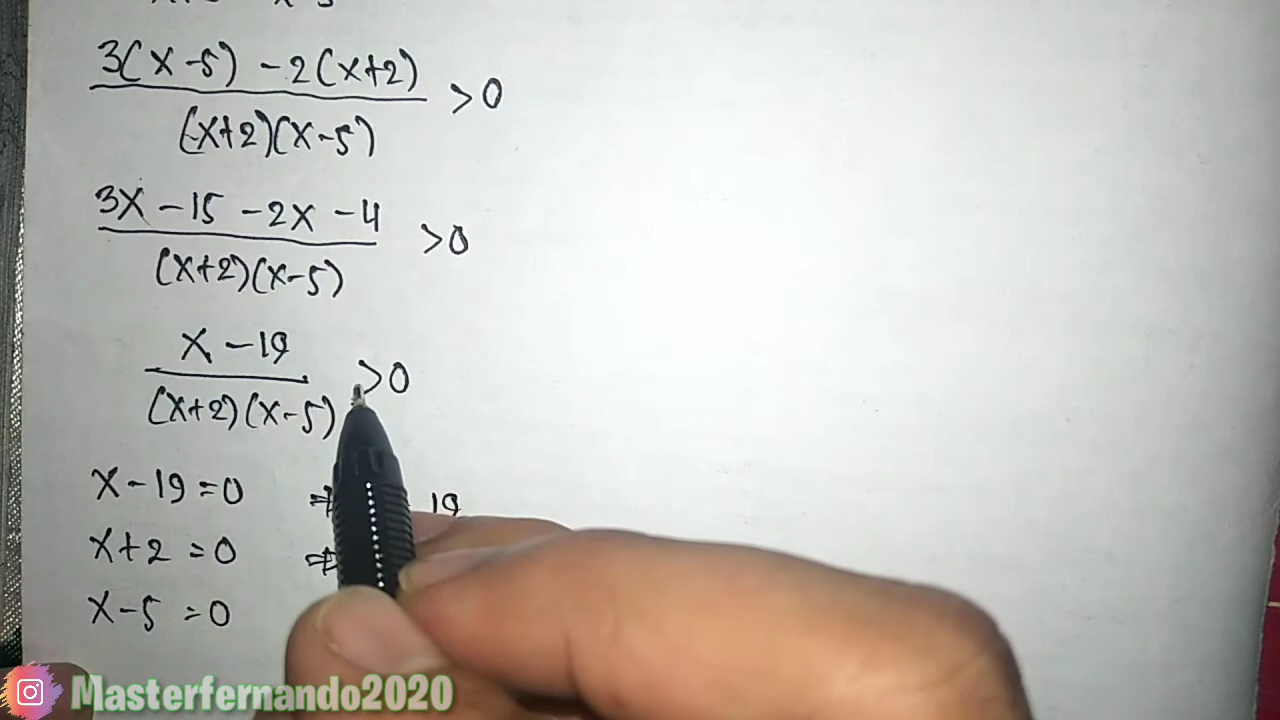 3(x-5) -2(x+2)
>0
(x+2)(x-5)
3x -15 -2x -4
>0
(x+2)(x-5)
x -19
>0
(x+2)(x-5)
x-19=0 ⇒ 19
x+2=0 ⇒
x-5=0
Masterfernando2020